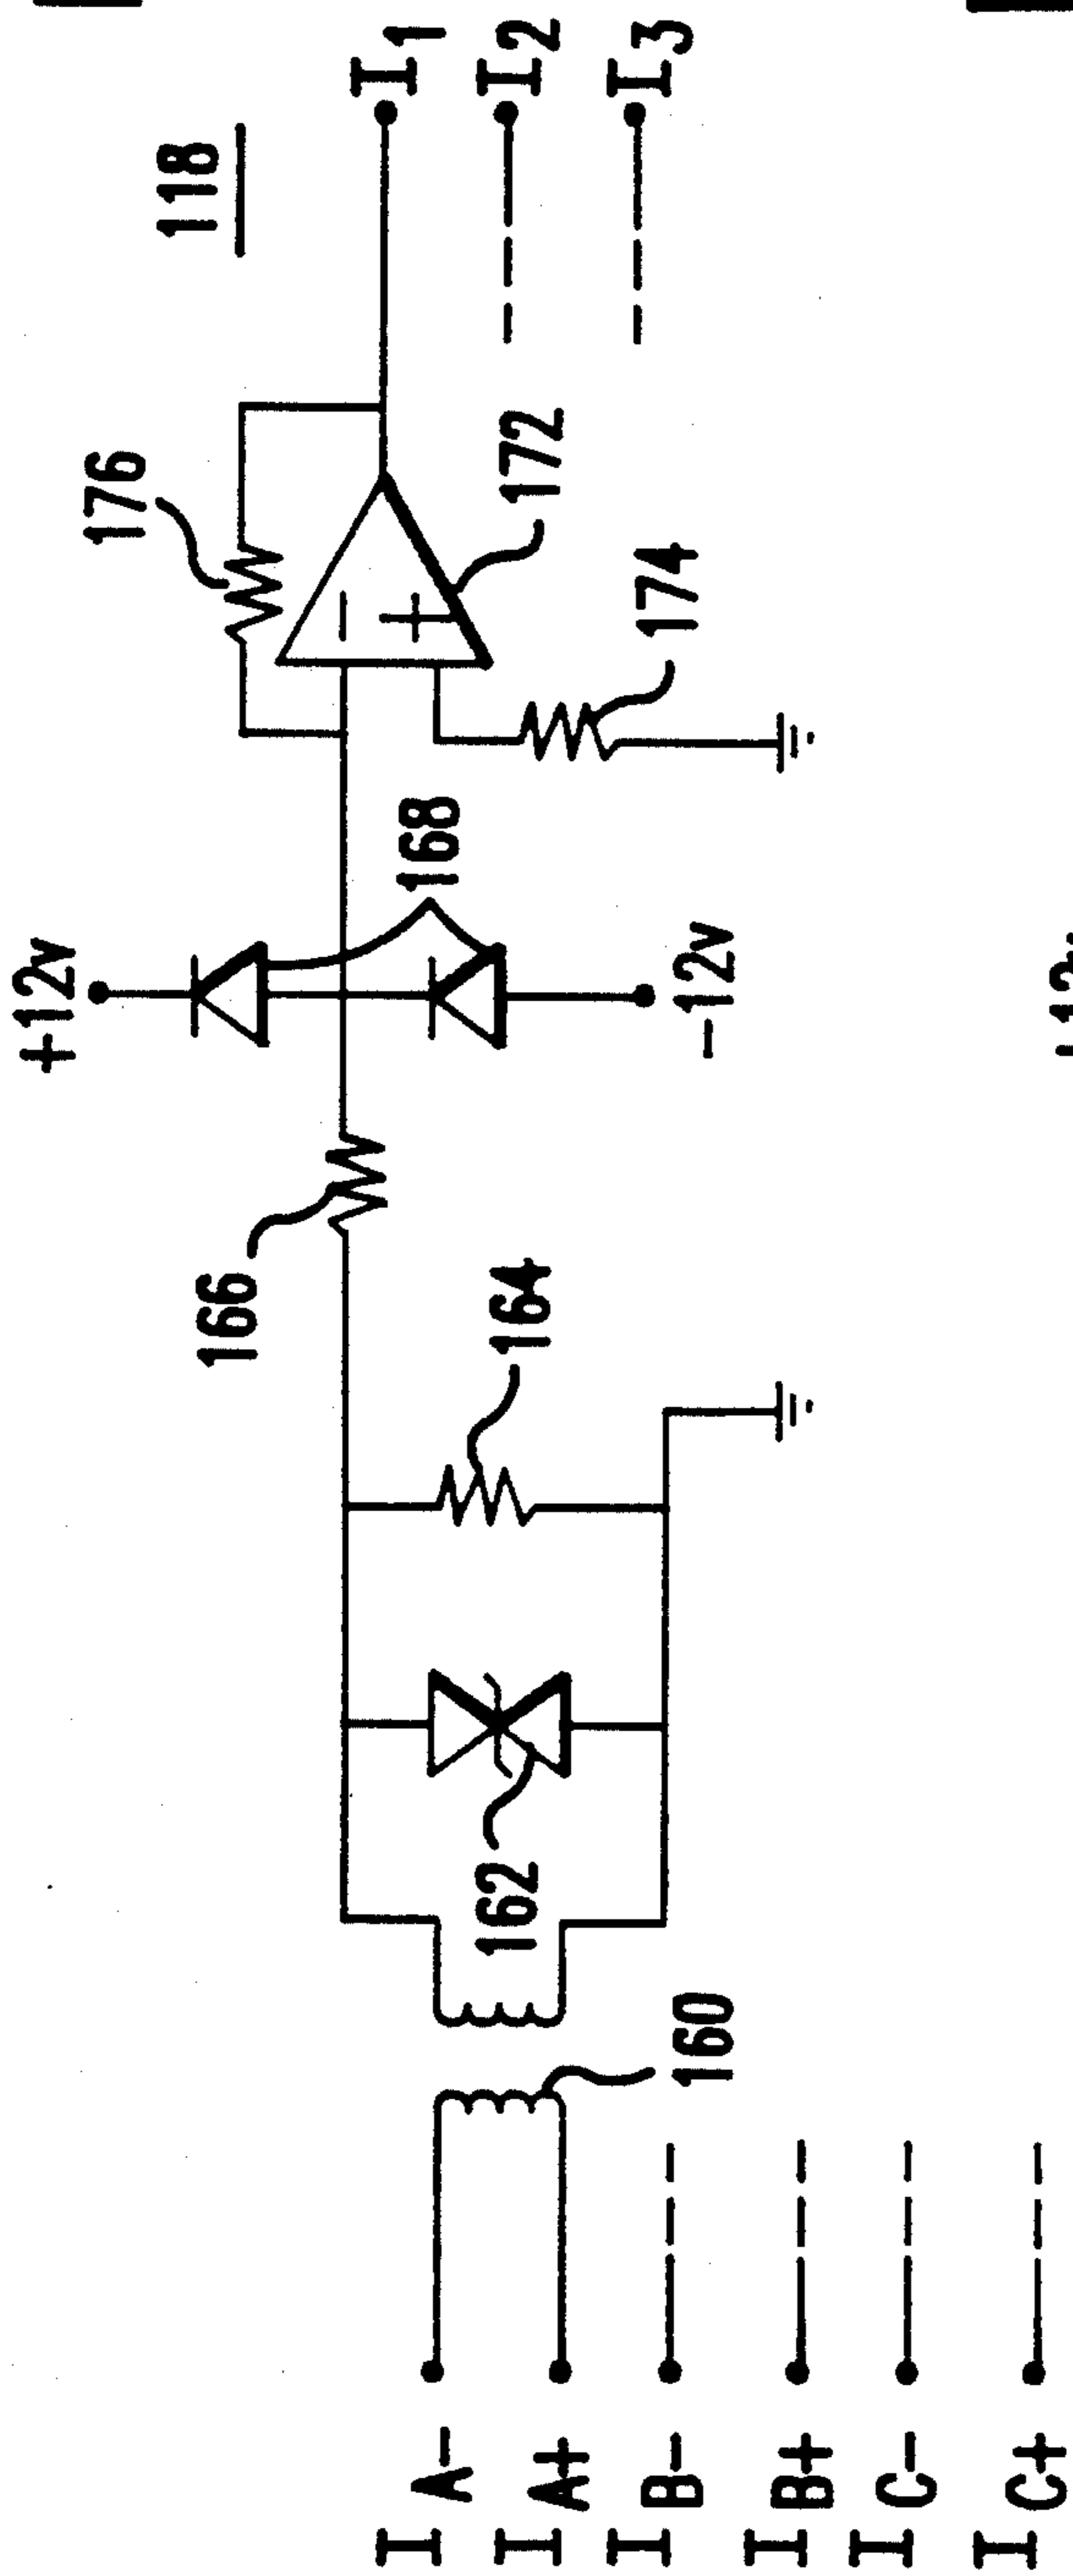 118
+12v
176
I1
I2
I3
166
168
172
174
164
162
-12v
160
I A-
I A+
I B-
I B+
I C-
I C+